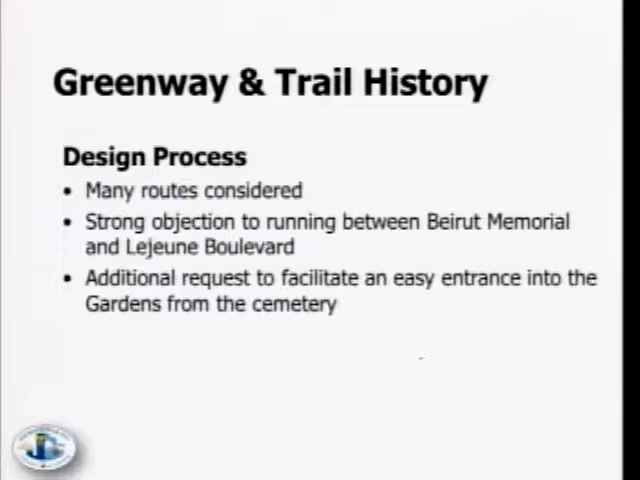 Greenway & Trail History
Design Process
• Many routes considered
• Strong objection to running between Beirut Memorial
and Lejeune Boulevard
• Additional request to facilitate an easy entrance into the
Gardens from the cemetery